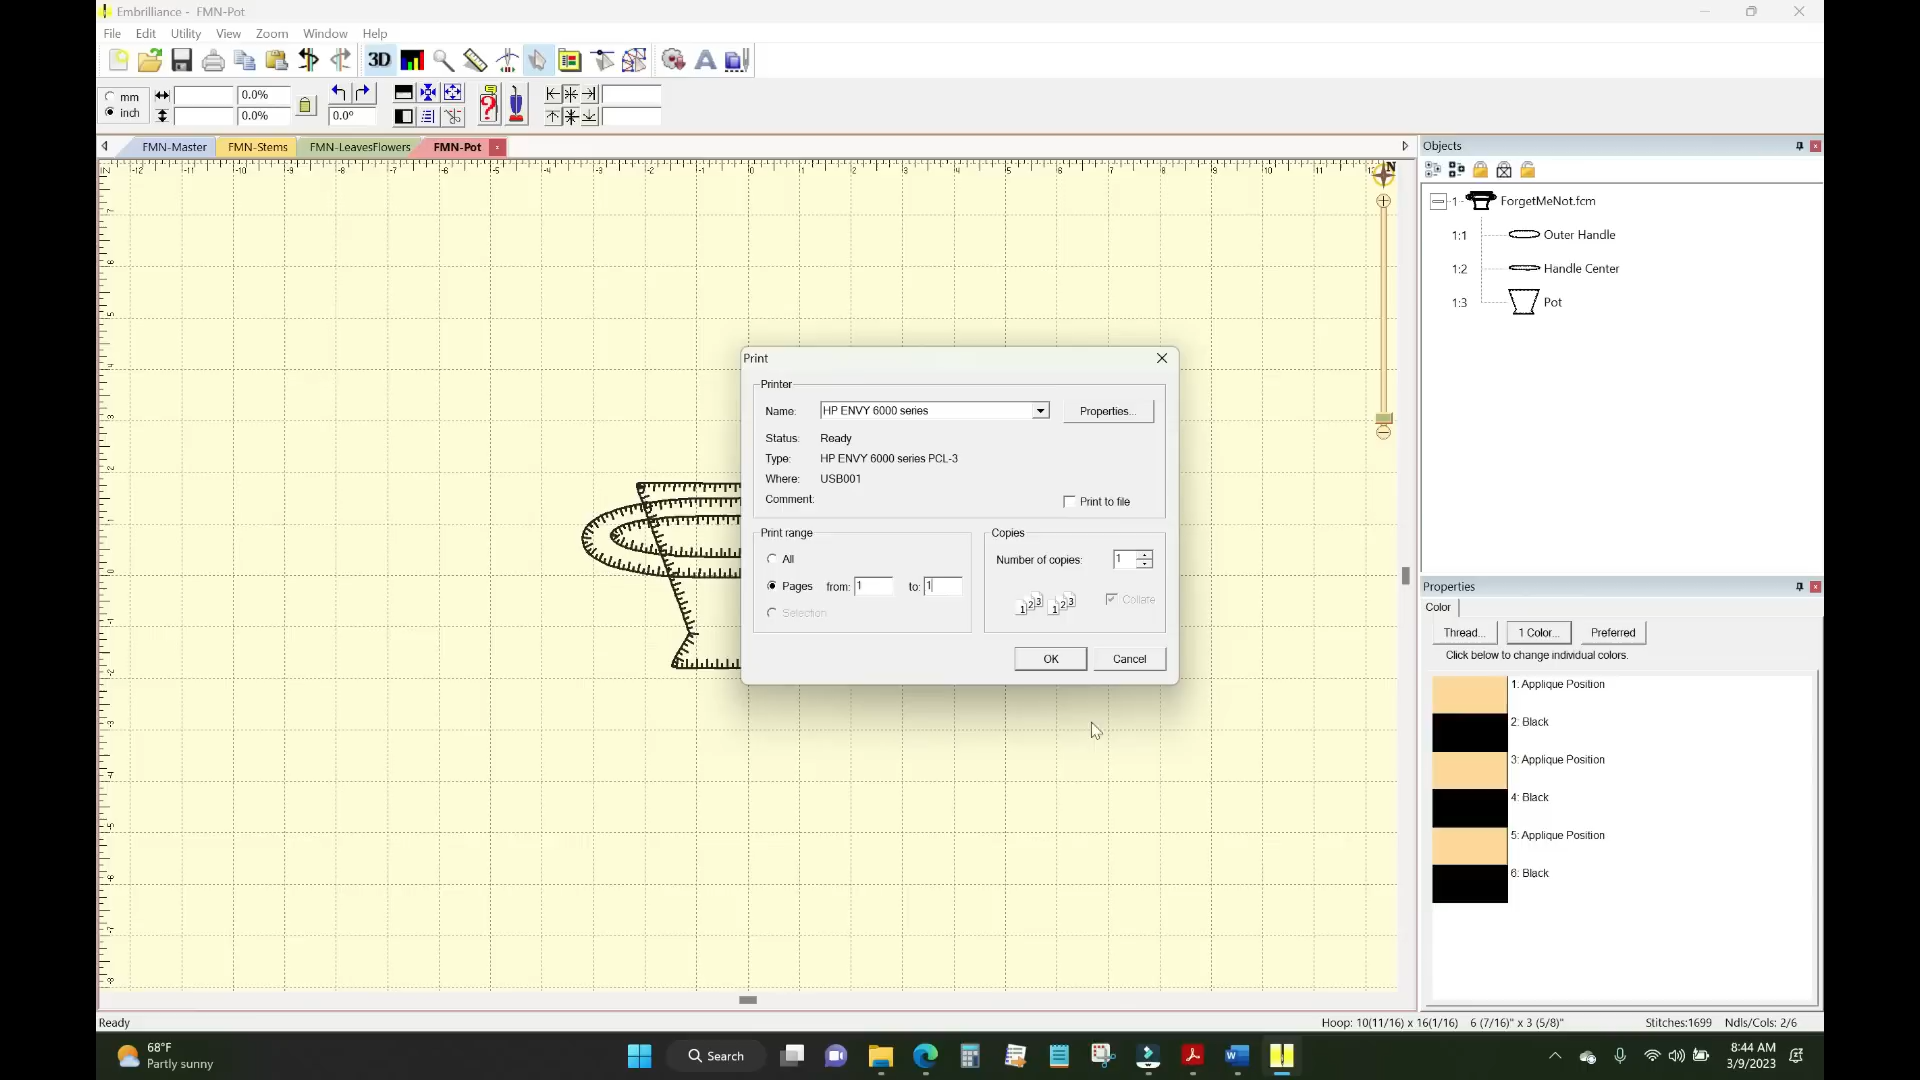 Embrilliance - FMN-Pot
File Edit Utility View Zoom Window Help
3D
mm
inch
0.0%
0.0%
0.0°
FMN-Master
FMN-Stems
FMN-LeavesFlowers
FMN-Pot
N
Print
Printer
Name: HP ENVY 6000 series Properties...
Status: Ready
Type: HP ENVY 6000 series PCL-3
Where: USB001
Comment:
Print to file
Print range
All
Pages from: 1 to: 1
Selection
Copies
Number of copies: 1
Collate
OK Cancel
Objects
1 ForgetMeNot.fcm
1:1 Outer Handle
1:2 Handle Center
1:3 Pot
Properties
Color
Thread... 1 Color... Preferred
Click below to change individual colors.
1: Applique Position
2: Black
3: Applique Position
4: Black
5: Applique Position
6: Black
Ready
Hoop: 10(11/16) x 16(1/16) 6 (7/16)" x 3 (5/8)" Stitches:1699 Ndls/Cols: 2/6
68°F
Partly sunny
Search
8:44 AM
3/9/2023